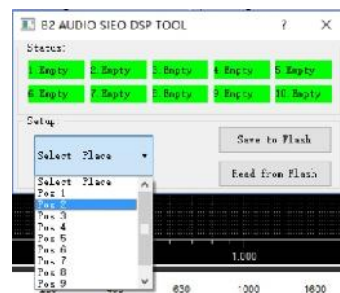 B2 AUDIO SIEO DSP TOOL ? ×
Status:
1 Empty 2 Empty 3 Empty 4 Empty 5 Empty
6 Empty 7 Empty 8 Empty 9 Empty 10 Empty
Setup
Save to Flash
Select Place
Read from Flash
Select Place
Pos 1
Pos 2
Pos 3
Pos 4
Pos 5
Pos 6
Pos 7
Pos 8
Pos 9
1.000
630 1000 1600